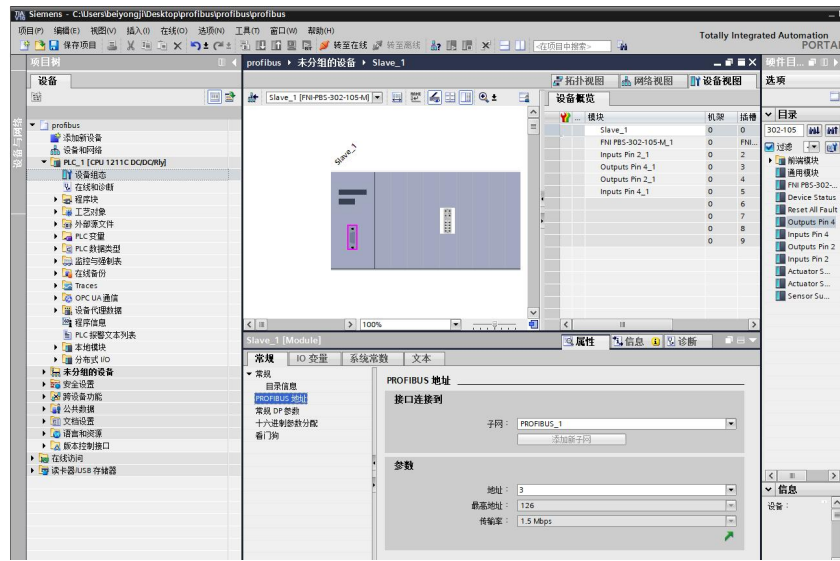 Siemens - C:\Users\beiyongji\Desktop\profibus\profibus\profibus
项目(P) 编辑(E) 视图(V) 插入(I) 在线(O) 选项(N) 工具(T) 窗口(W) 帮助(H)
Totally Integrated Automation
PORTAL
保存项目
转至在线
转至离线
<在项目中搜索>
项目树
profibus ▸ 未分组的设备 ▸ Slave_1
硬件目...
设备
拓扑视图 网络视图 设备视图
选项
Slave_1 [FNI-PBS-302-105-M]
设备概览
目录
302-105
过滤
profibus
添加新设备
设备和网络
PLC_1 [CPU 1211C DC/DC/Rly]
设备组态
在线和诊断
程序块
工艺对象
外部源文件
PLC 变量
PLC 数据类型
监控与强制表
在线备份
Traces
OPC UA 通信
设备代理数据
程序信息
PLC 报警文本列表
本地模块
分布式 I/O
未分组的设备
安全设置
跨设备功能
公共数据
文档设置
语言和资源
版本控制接口
在线访问
读卡器/USB 存储器
设备与网络
Slave_1
100%
... 模块 机架 插槽
Slave_1 0 0
FNI PBS-302-105-M_1 0 FNI...
Inputs Pin 2_1 0 2
Outputs Pin 4_1 0 3
Outputs Pin 2_1 0 4
Inputs Pin 4_1 0 5
0 6
0 7
0 8
0 9
前端模块
通用模块
FNI PBS-302-...
Device Status
Reset All Fault
Outputs Pin 4
Inputs Pin 4
Outputs Pin 2
Inputs Pin 2
Actuator S...
Actuator S...
Sensor Su...
Slave_1 [Module]
属性 信息 诊断
常规 IO 变量 系统常数 文本
常规
目录信息
PROFIBUS 地址
常规 DP 参数
十六进制参数分配
看门狗
PROFIBUS 地址
接口连接到
子网： PROFIBUS_1
添加新子网
参数
地址： 3
最高地址： 126
传输率： 1.5 Mbps
信息
设备：